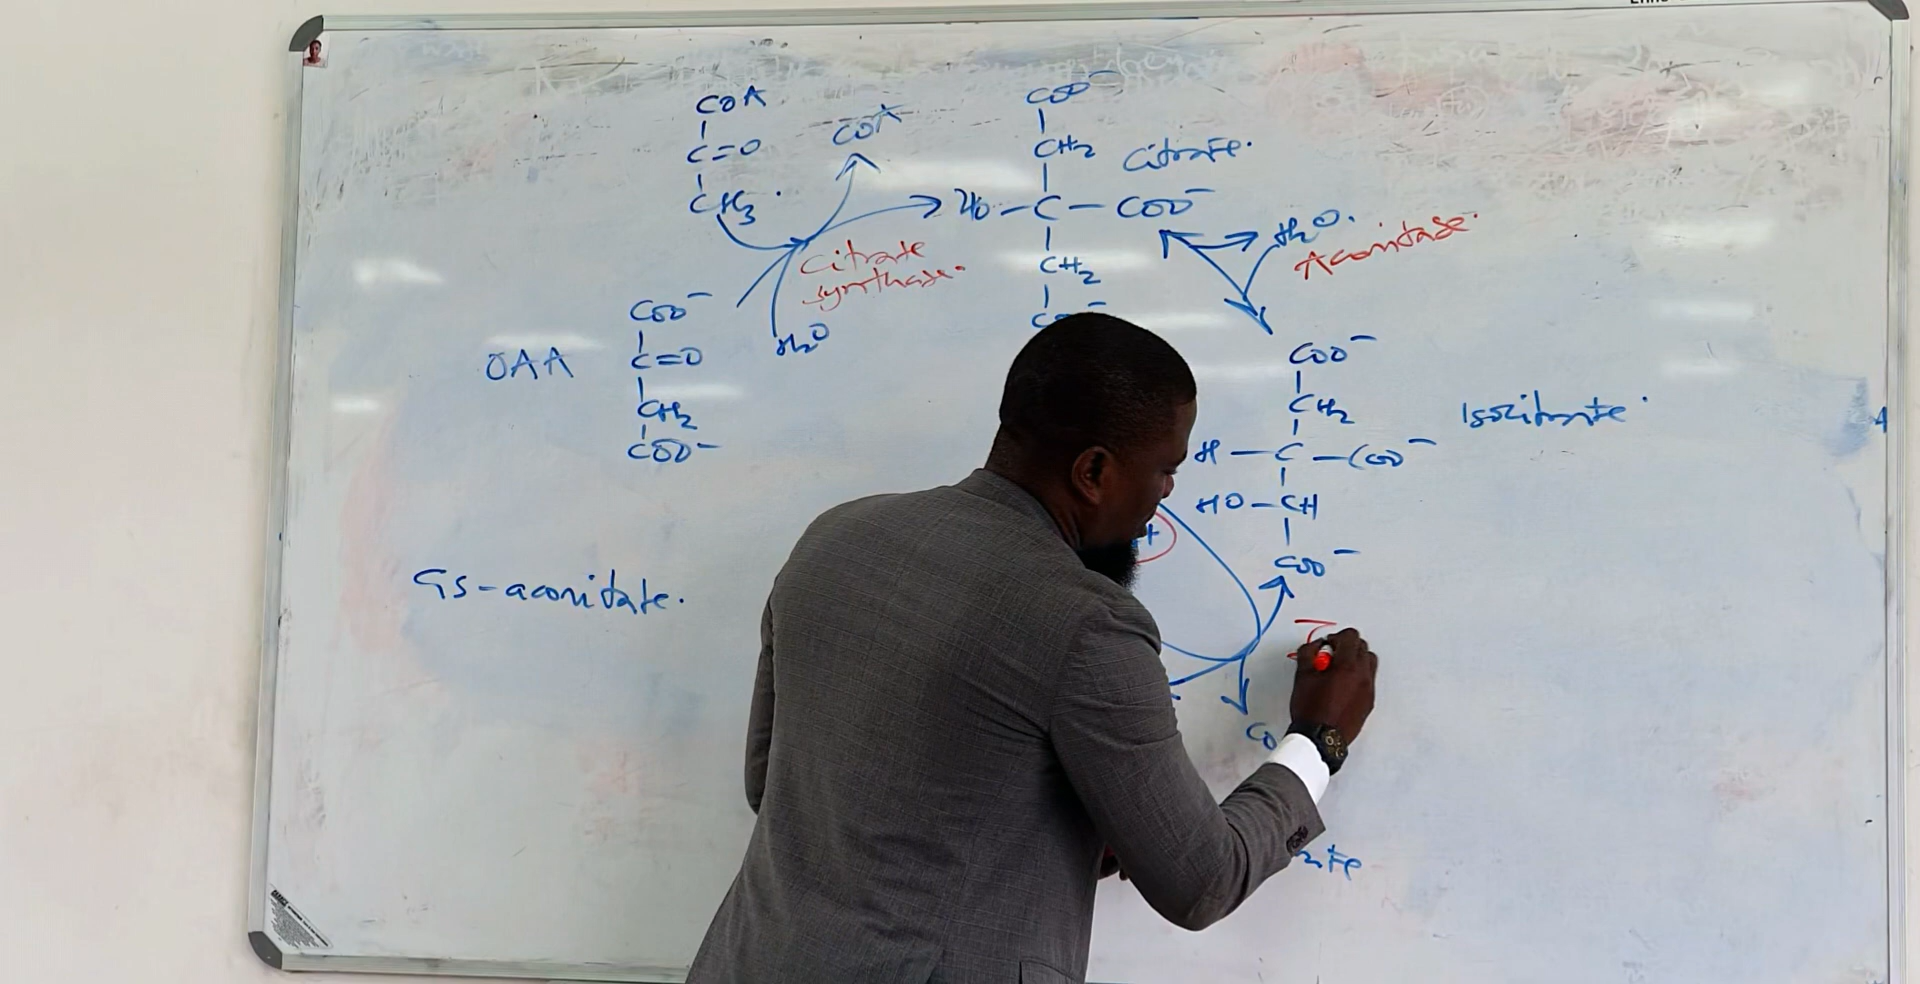 COA
C=O
CH3
COA
COO-
CH2
Citrate.
HO-C-COO-
CH2
Citrate
synthase.
H2O.
Aconitase.
COO-
OAA
C=O
CH2
COO-
H2O
COO-
CH2
Isocitrate.
H-C-COO-
HO-CH
COO-
Cis-aconitate.